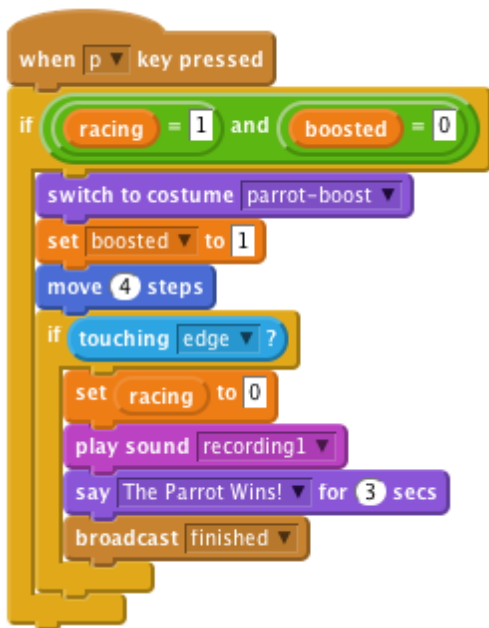 when p key pressed
if racing = 1 and boosted = 0
switch to costume parrot-boost
set boosted to 1
move 4 steps
if touching edge ?
set racing to 0
play sound recording1
say The Parrot Wins! for 3 secs
broadcast finished